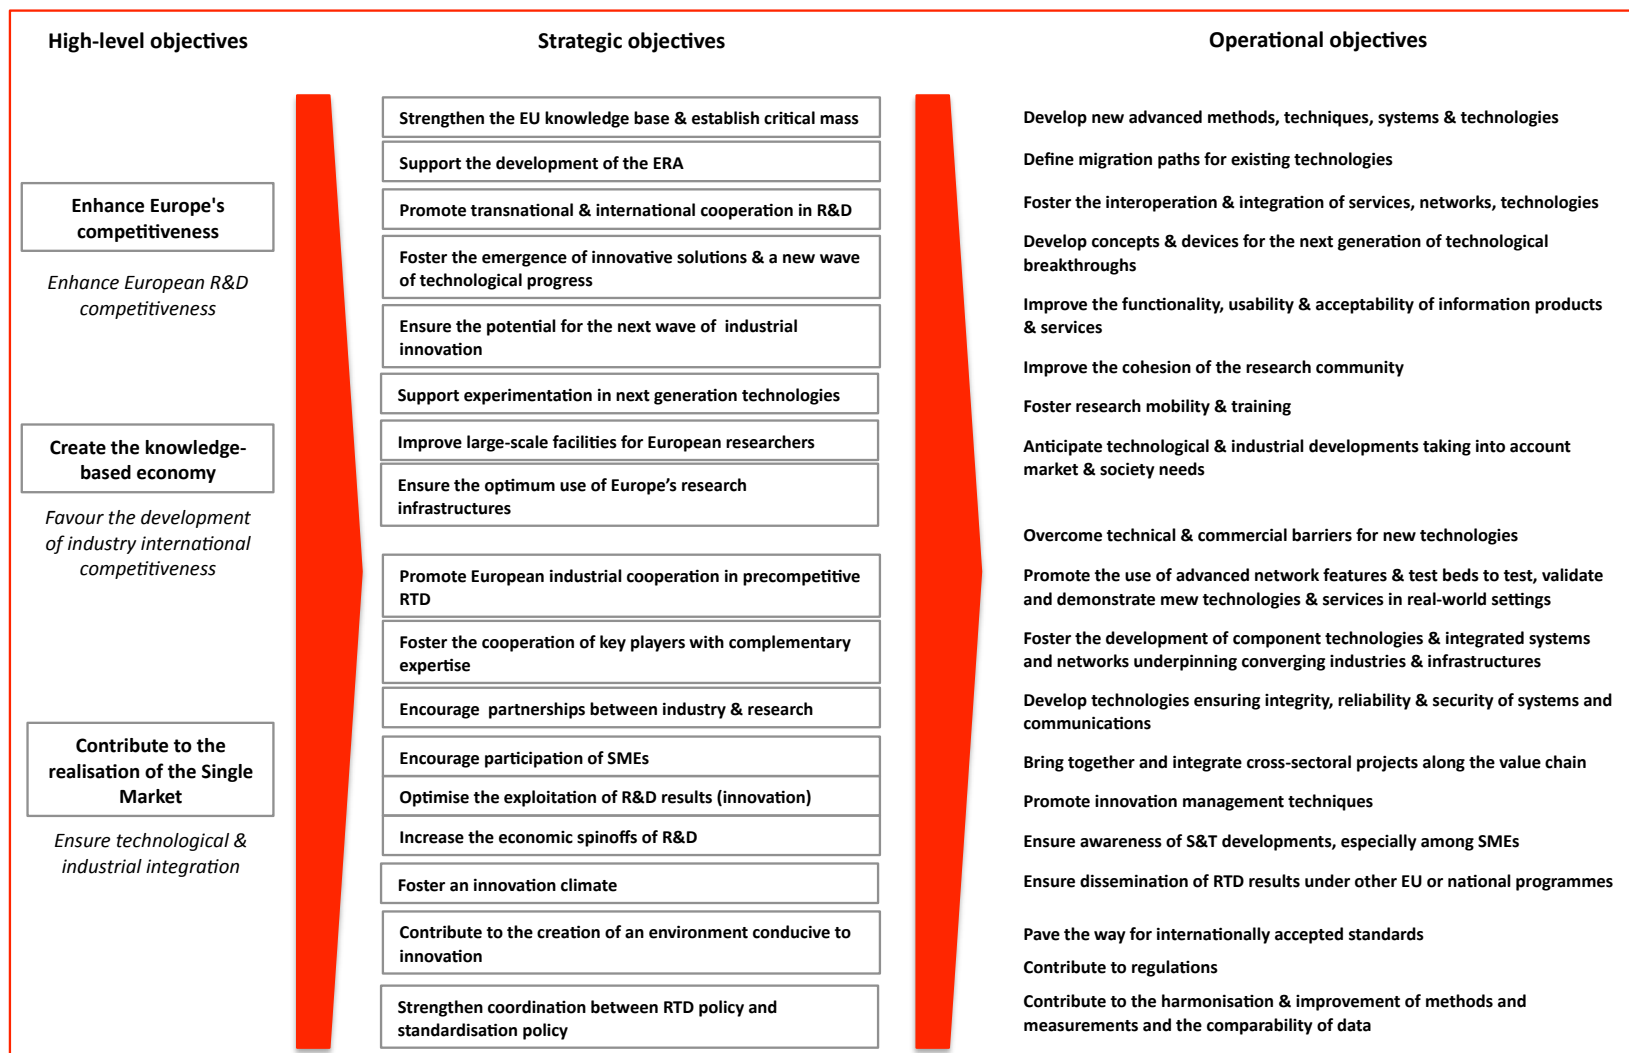 High-level objectives
Strategic objectives
Operational objectives
Enhance Europe's
competitiveness
Enhance European R&D
competitiveness
Create the knowledge-
based economy
Favour the development
of industry international
competitiveness
Contribute to the
realisation of the Single
Market
Ensure technological &
industrial integration
Strengthen the EU knowledge base & establish critical mass
Support the development of the ERA
Promote transnational & international cooperation in R&D
Foster the emergence of innovative solutions & a new wave
of technological progress
Ensure the potential for the next wave of industrial
innovation
Support experimentation in next generation technologies
Improve large-scale facilities for European researchers
Ensure the optimum use of Europe's research
infrastructures
Promote European industrial cooperation in precompetitive
RTD
Foster the cooperation of key players with complementary
expertise
Encourage partnerships between industry & research
Encourage participation of SMEs
Optimise the exploitation of R&D results (innovation)
Increase the economic spinoffs of R&D
Foster an innovation climate
Contribute to the creation of an environment conducive to
innovation
Strengthen coordination between RTD policy and
standardisation policy
Develop new advanced methods, techniques, systems & technologies
Define migration paths for existing technologies
Foster the interoperation & integration of services, networks, technologies
Develop concepts & devices for the next generation of technological
breakthroughs
Improve the functionality, usability & acceptability of information products
& services
Improve the cohesion of the research community
Foster research mobility & training
Anticipate technological & industrial developments taking into account
market & society needs
Overcome technical & commercial barriers for new technologies
Promote the use of advanced network features & test beds to test, validate
and demonstrate mew technologies & services in real-world settings
Foster the development of component technologies & integrated systems
and networks underpinning converging industries & infrastructures
Develop technologies ensuring integrity, reliability & security of systems and
communications
Bring together and integrate cross-sectoral projects along the value chain
Promote innovation management techniques
Ensure awareness of S&T developments, especially among SMEs
Ensure dissemination of RTD results under other EU or national programmes
Pave the way for internationally accepted standards
Contribute to regulations
Contribute to the harmonisation & improvement of methods and
measurements and the comparability of data